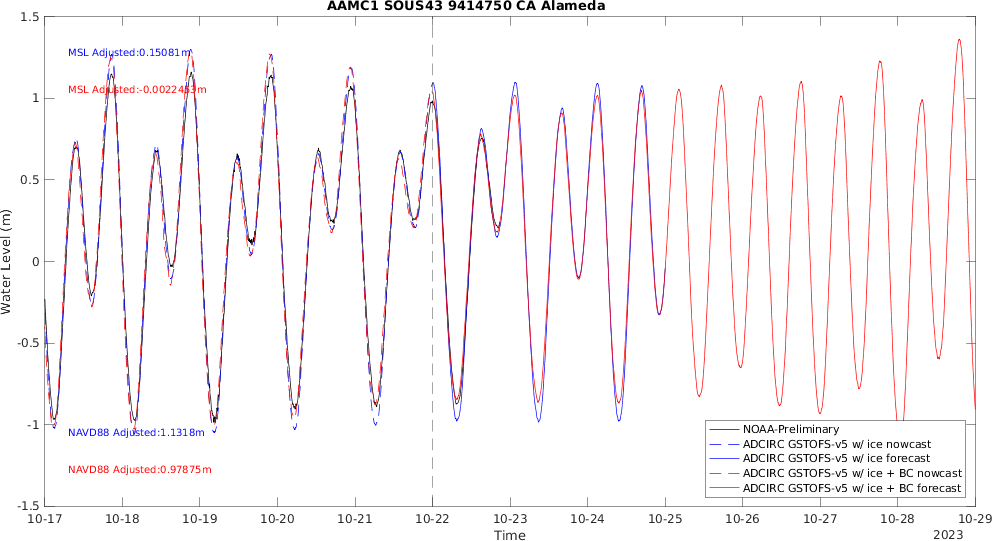 AAMC1 SOUS43 9414750 CA Alameda
1.5
MSL Adjusted:0.15081m
MSL Adjusted:-0.0022453m
1
0.5
0
-0.5
-1
-1.5
Water Level (m)
NAVD88 Adjusted:1.1318m
NAVD88 Adjusted:0.97875m
NOAA-Preliminary
ADCIRC GSTOFS-v5 w/ ice nowcast
ADCIRC GSTOFS-v5 w/ ice forecast
ADCIRC GSTOFS-v5 w/ ice + BC nowcast
ADCIRC GSTOFS-v5 w/ ice + BC forecast
10-17 10-18 10-19 10-20 10-21 10-22 10-23 10-24 10-25 10-26 10-27 10-28 10-29
Time
2023